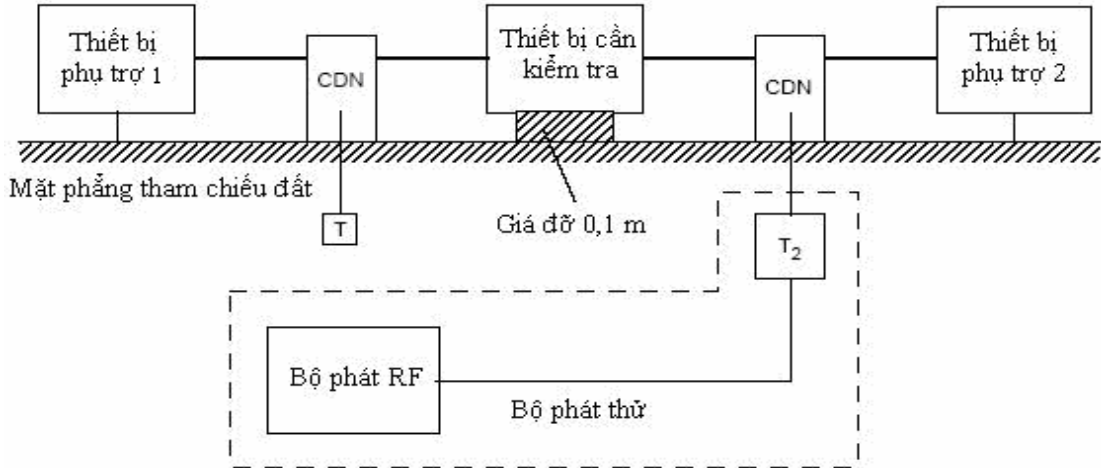 Thiết bị
phụ trợ 1
CDN
Thiết bị cần
kiểm tra
CDN
Thiết bị
phụ trợ 2
Mặt phẳng tham chiếu đất
T
Giá đỡ 0,1 m
T2
Bộ phát RF
Bộ phát thử